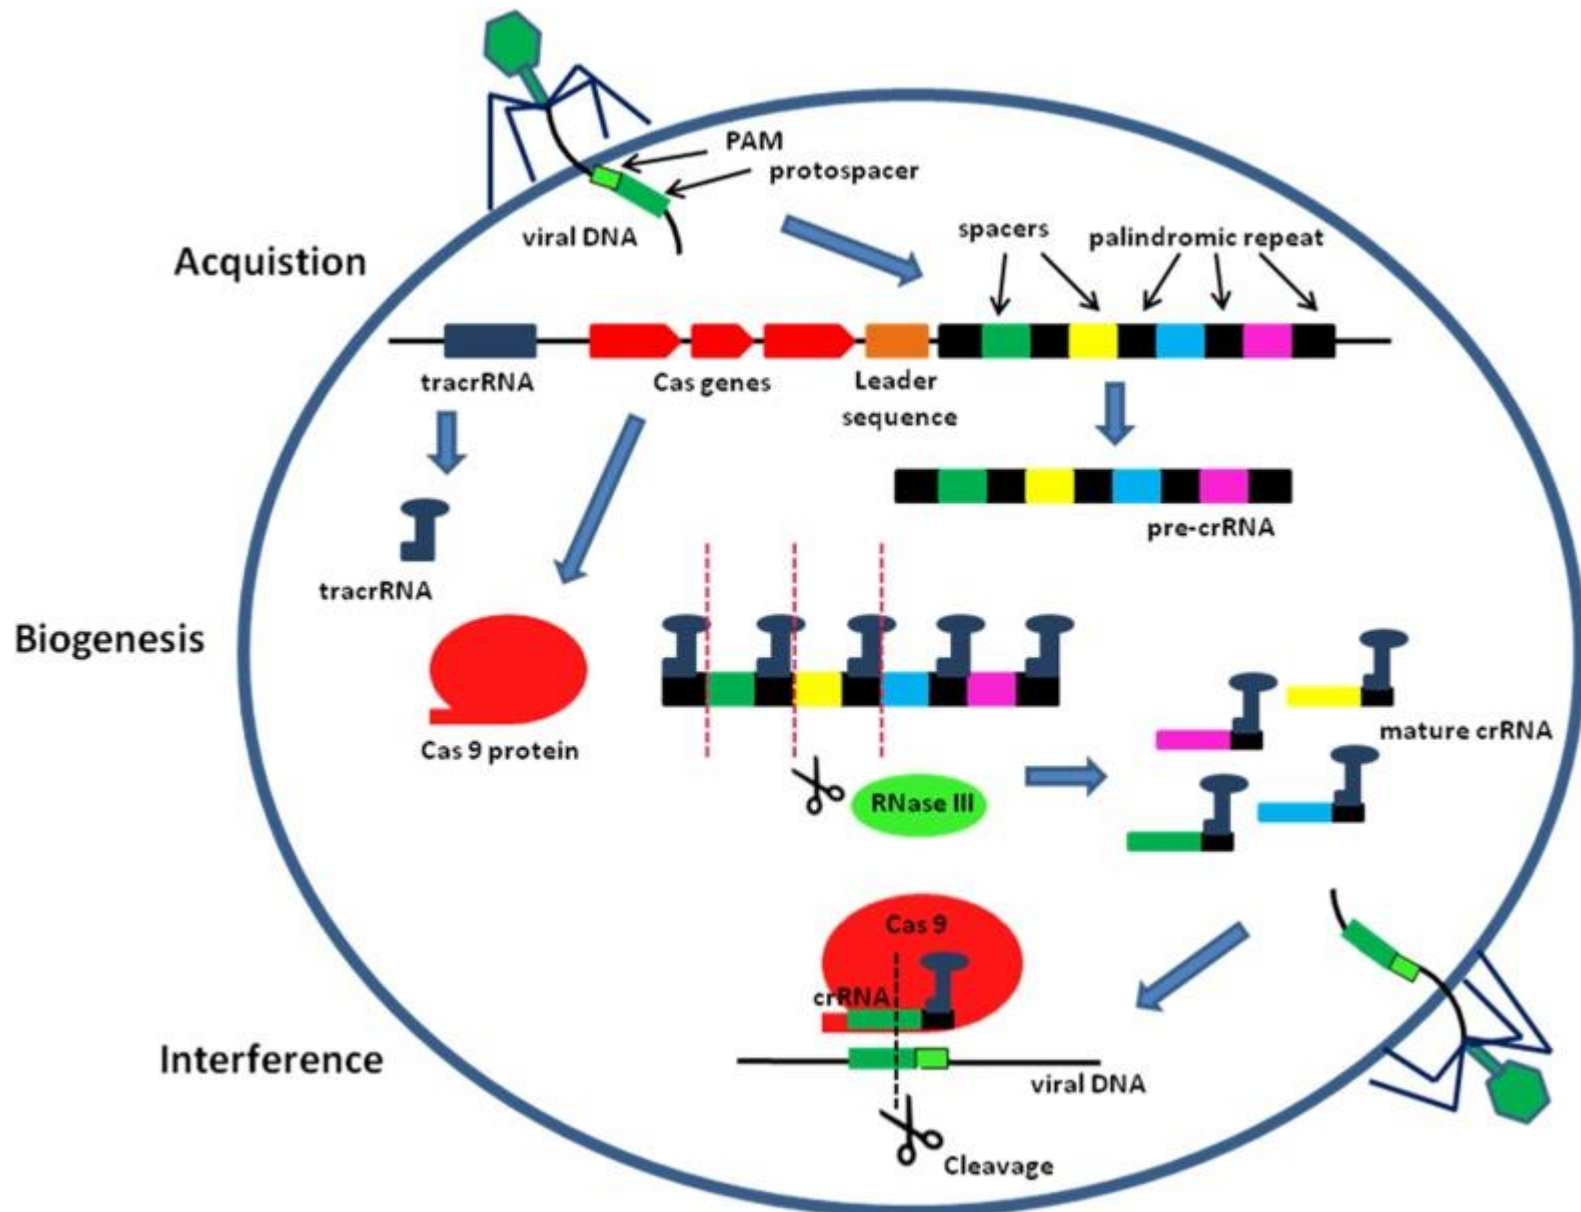 PAM
protospacer
viral DNA
Acquistion
spacers
palindromic repeat
tracrRNA
Cas genes
Leader
sequence
pre-crRNA
tracrRNA
Biogenesis
Cas 9 protein
mature crRNA
RNase III
Cas 9
crRNA
Interference
viral DNA
Cleavage